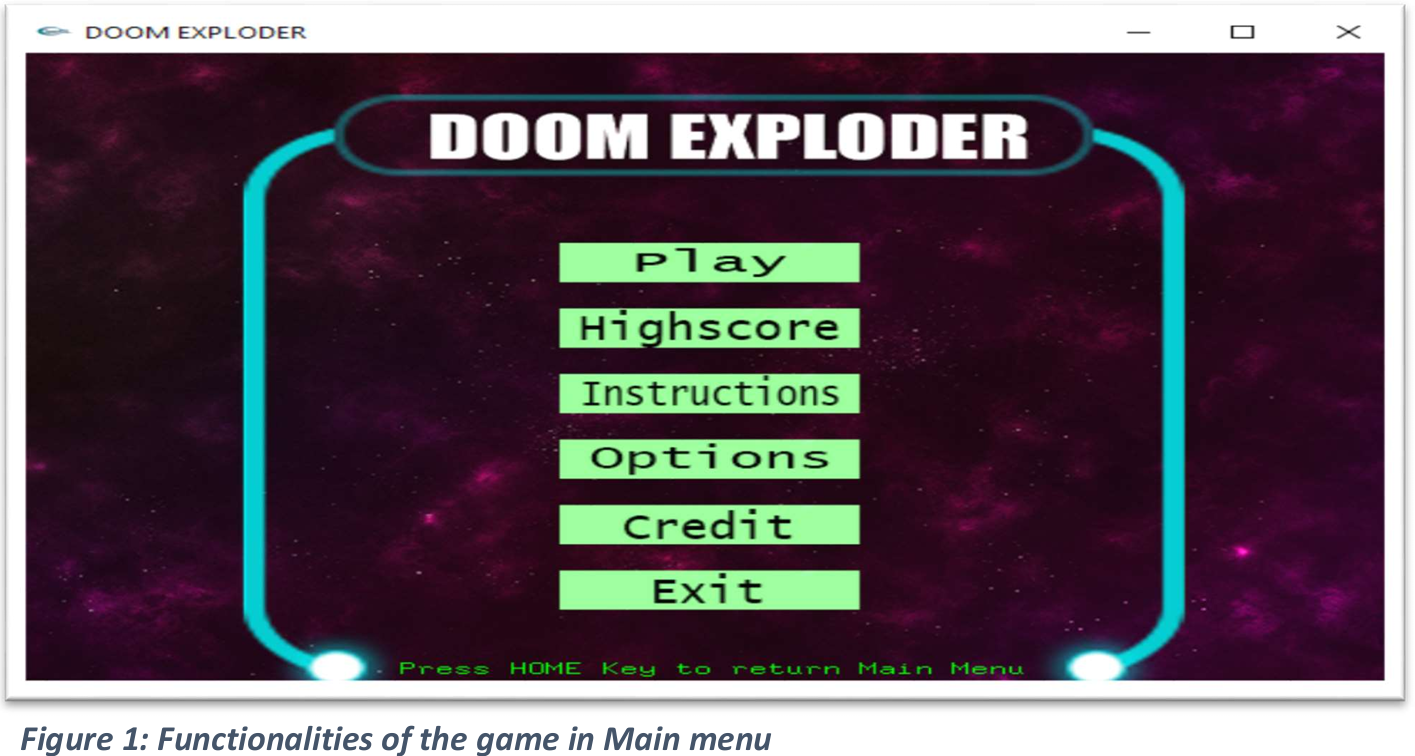 DOOM EXPLODER
DOOM EXPLODER
Play
Highscore
Instructions
Options
Credit
Exit
Press HOME Key to return Main Menu
Figure 1: Functionalities of the game in Main menu